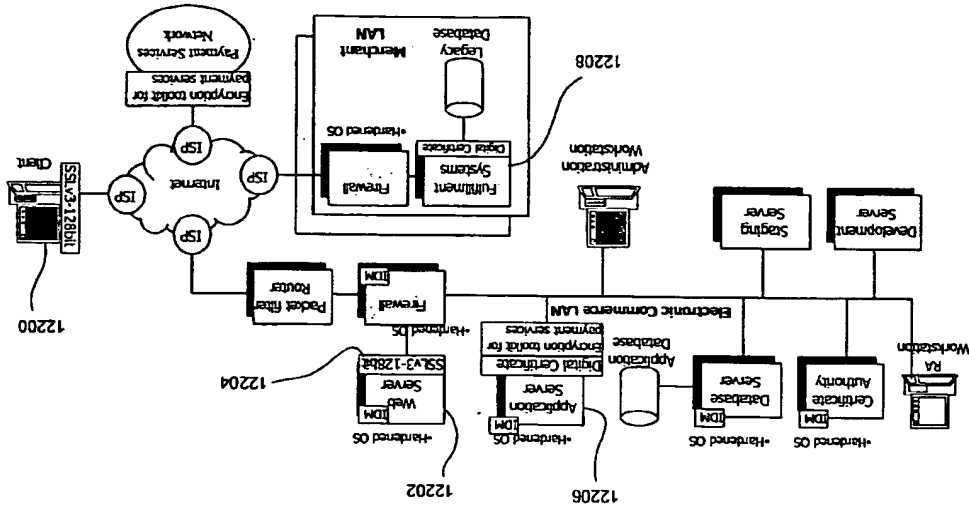 12206
12202
•Hardened OS
IDM
Application
Server
Digital Certificate
Encryption toolkit for
payment services
•Hardened OS
IDM
Web
Server
SSLv3-128bit
12204
RA
Workstation
•Hardened OS
IDM
Certificate
Authority
•Hardened OS
IDM
Database
Server
Application
Database
Electronic Commerce LAN
•Hardened OS
IDM
Firewall
Packet filter
Router
12200
Development
Server
Staging
Server
Administration
Workstation
ISP
ISP
Internet
ISP
ISP
SSLv3-128bit
Client
12208
Fulfillment
Systems
Digital Certificate
Firewall
•Hardened OS
Legacy
Database
Merchant
LAN
Encryption toolkit for
payment services
Payment Services
Network